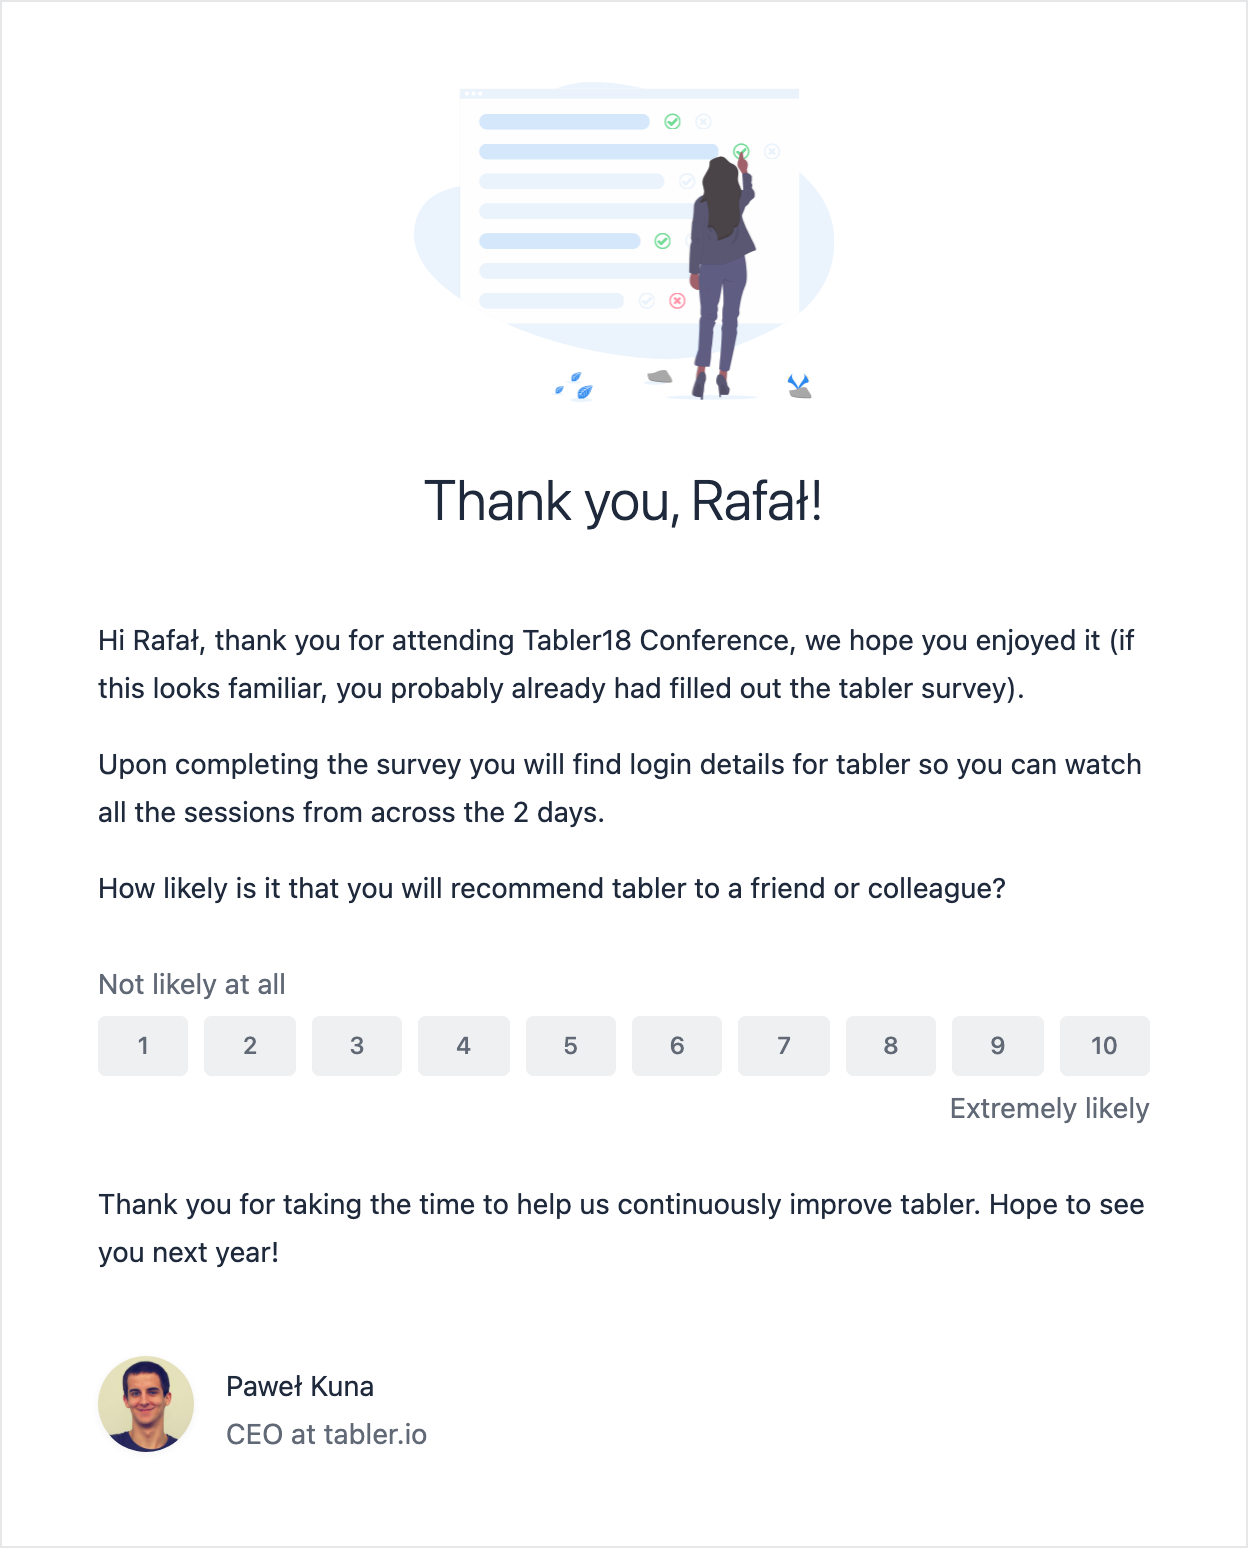 Thank you, Rafał!
Hi Rafał, thank you for attending Tabler18 Conference, we hope you enjoyed it (if
this looks familiar, you probably already had filled out the tabler survey).
Upon completing the survey you will find login details for tabler so you can watch
all the sessions from across the 2 days.
How likely is it that you will recommend tabler to a friend or colleague?
Not likely at all
1 2 3 4 5 6 7 8 9 10
Extremely likely
Thank you for taking the time to help us continuously improve tabler. Hope to see
you next year!
Paweł Kuna
CEO at tabler.io